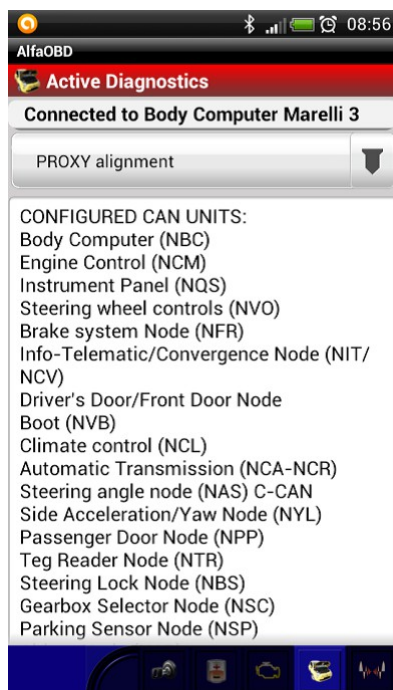 08:56
AlfaOBD
Active Diagnostics
Connected to Body Computer Marelli 3
PROXY alignment
CONFIGURED CAN UNITS:
Body Computer (NBC)
Engine Control (NCM)
Instrument Panel (NQS)
Steering wheel controls (NVO)
Brake system Node (NFR)
Info-Telematic/Convergence Node (NIT/
NCV)
Driver's Door/Front Door Node
Boot (NVB)
Climate control (NCL)
Automatic Transmission (NCA-NCR)
Steering angle node (NAS) C-CAN
Side Acceleration/Yaw Node (NYL)
Passenger Door Node (NPP)
Teg Reader Node (NTR)
Steering Lock Node (NBS)
Gearbox Selector Node (NSC)
Parking Sensor Node (NSP)